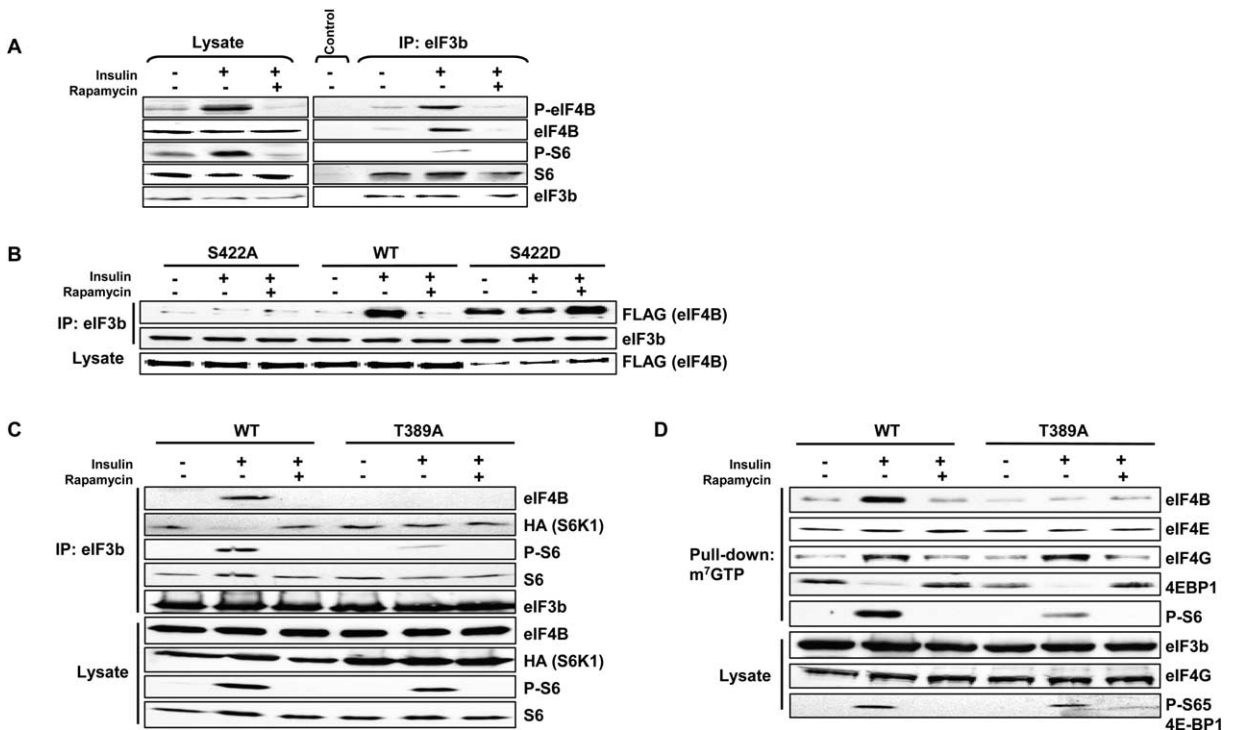 A
Lysate
Control
IP: eIF3b
Insulin - + + - - + +
Rapamycin - - + - - - +
P-eIF4B
eIF4B
P-S6
S6
eIF3b
B
S422A WT S422D
Insulin - + + - + + - + +
Rapamycin - - + - - + - - +
IP: eIF3b
FLAG (eIF4B)
eIF3b
Lysate
FLAG (eIF4B)
C
WT T389A
Insulin - + + - + +
Rapamycin - - + - - +
IP: eIF3b
eIF4B
HA (S6K1)
P-S6
S6
eIF3b
Lysate
eIF4B
HA (S6K1)
P-S6
S6
D
WT T389A
Insulin - + + - + +
Rapamycin - - + - - +
Pull-down:
m⁷GTP
eIF4B
eIF4E
eIF4G
4EBP1
P-S6
Lysate
eIF3b
eIF4G
P-S65
4E-BP1